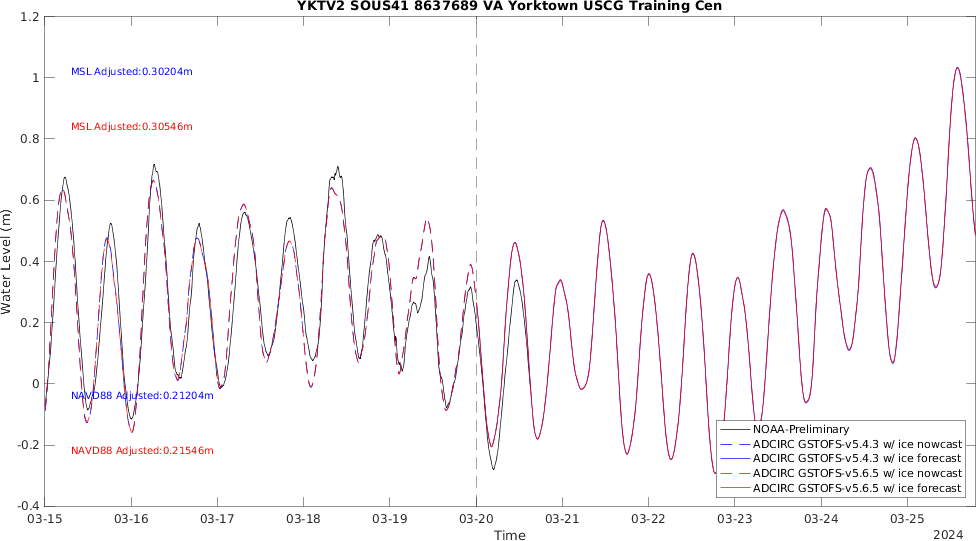 YKTV2 SOUS41 8637689 VA Yorktown USCG Training Cen
1.2
1
0.8
0.6
0.4
0.2
0
-0.2
-0.4
Water Level (m)
MSL Adjusted:0.30204m
MSL Adjusted:0.30546m
NAVD88 Adjusted:0.21204m
NAVD88 Adjusted:0.21546m
NOAA-Preliminary
ADCIRC GSTOFS-v5.4.3 w/ ice nowcast
ADCIRC GSTOFS-v5.4.3 w/ ice forecast
ADCIRC GSTOFS-v5.6.5 w/ ice nowcast
ADCIRC GSTOFS-v5.6.5 w/ ice forecast
03-15 03-16 03-17 03-18 03-19 03-20 03-21 03-22 03-23 03-24 03-25
Time
2024